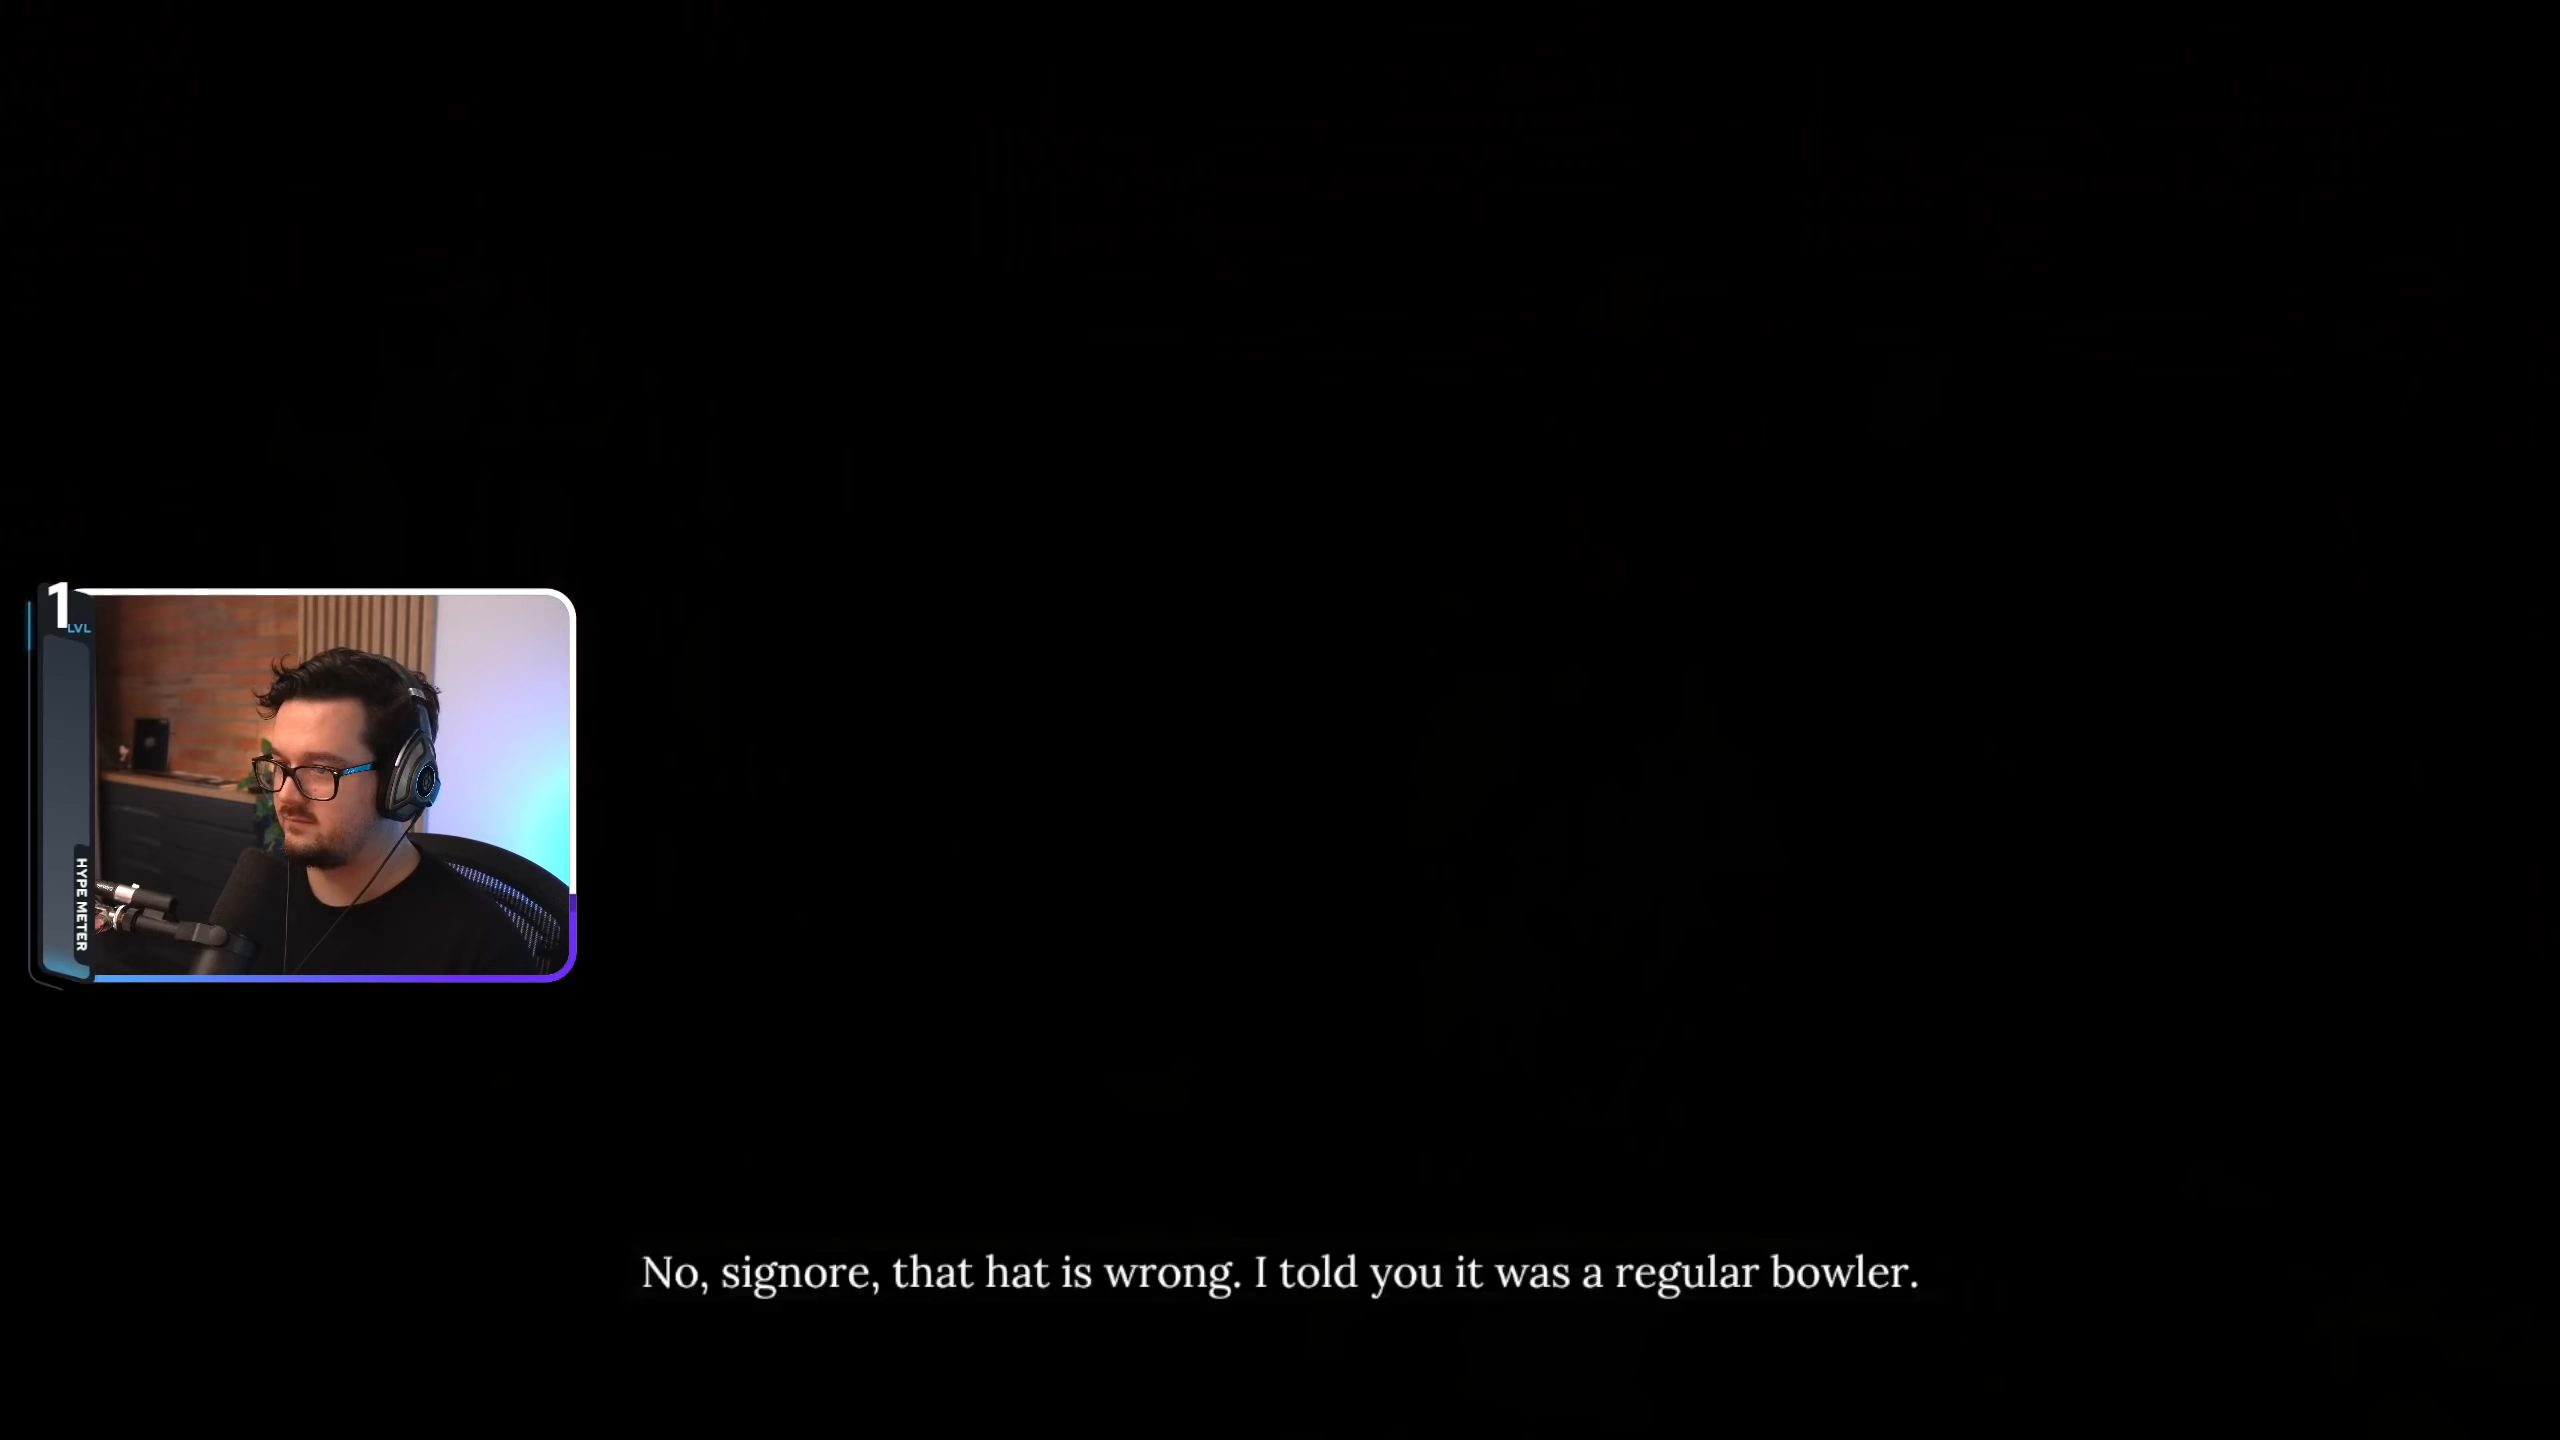 1
LVL
HYPE METER
No, signore, that hat is wrong. I told you it was a regular bowler.